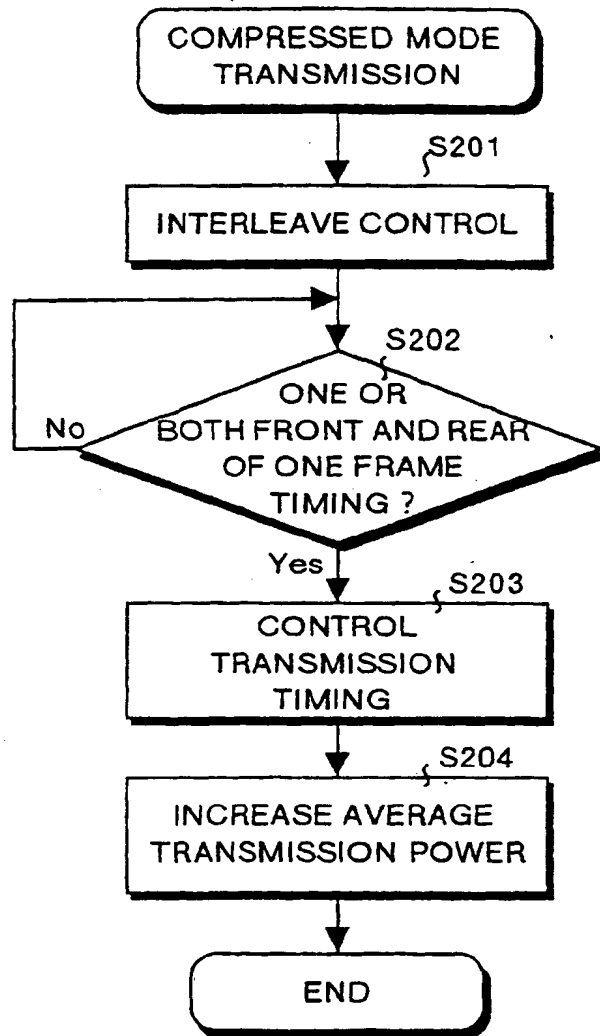 COMPRESSED MODE
TRANSMISSION
S201
INTERLEAVE CONTROL
S202
ONE OR
BOTH FRONT AND REAR
OF ONE FRAME
TIMING ?
No
Yes
S203
CONTROL
TRANSMISSION
TIMING
S204
INCREASE AVERAGE
TRANSMISSION POWER
END